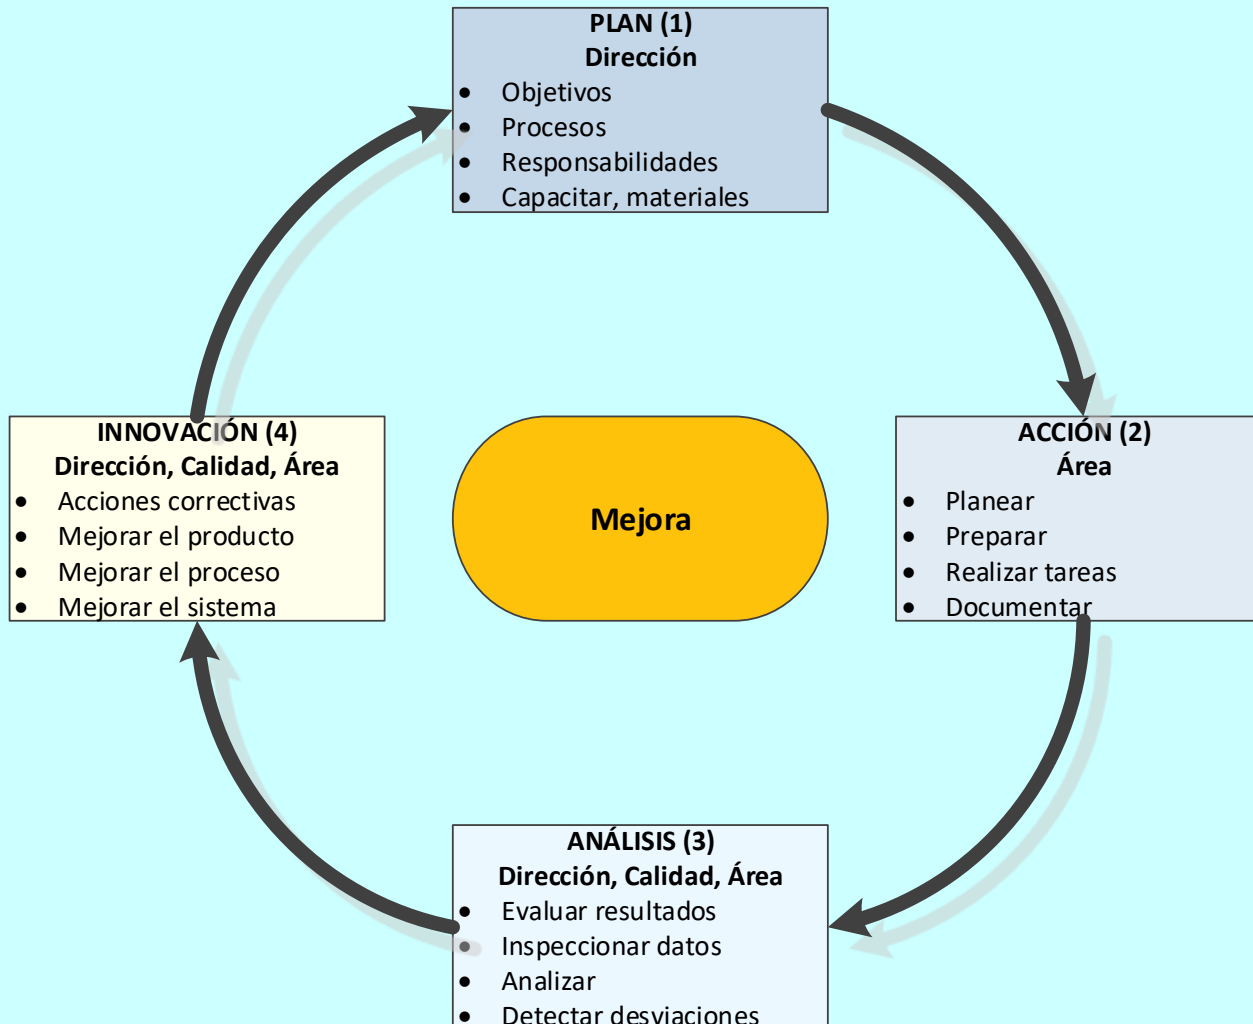 PLAN (1)
Dirección
• Objetivos
• Procesos
• Responsabilidades
• Capacitar, materiales
ACCIÓN (2)
Área
• Planear
• Preparar
• Realizar tareas
• Documentar
ANÁLISIS (3)
Dirección, Calidad, Área
• Evaluar resultados
• Inspeccionar datos
• Analizar
• Detectar desviaciones
INNOVACIÓN (4)
Dirección, Calidad, Área
• Acciones correctivas
• Mejorar el producto
• Mejorar el proceso
• Mejorar el sistema
Mejora